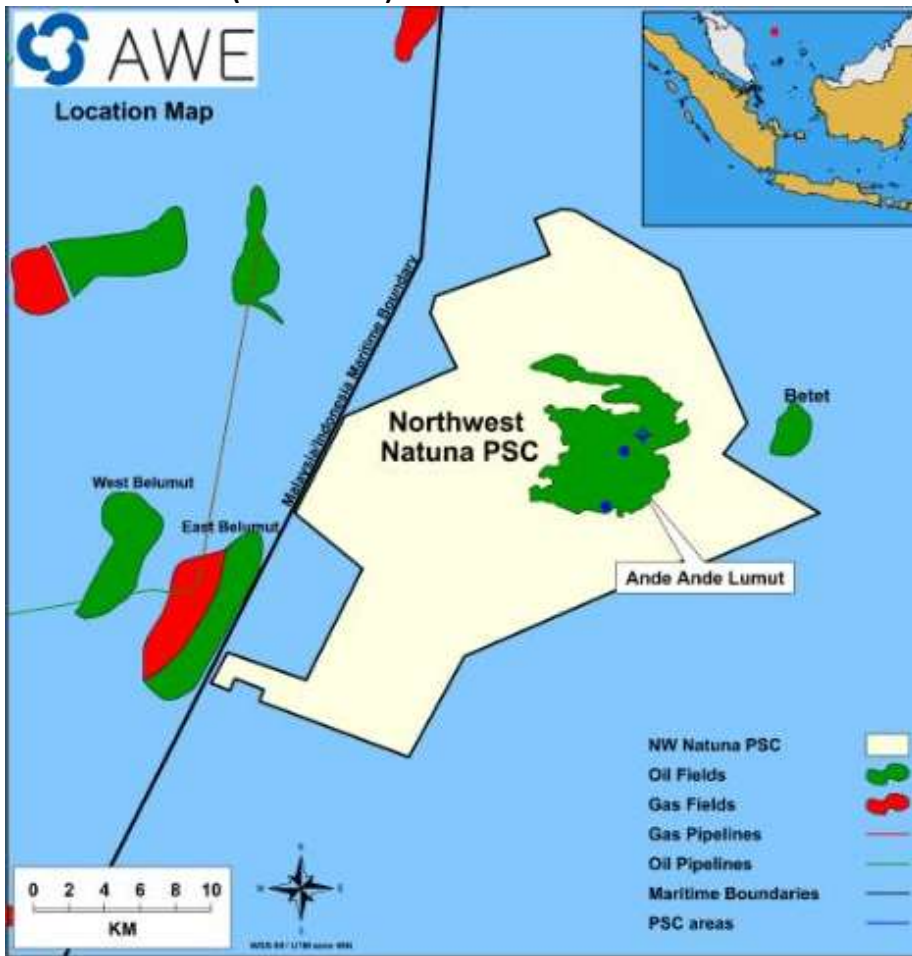 AWE
Location Map
Malaysia/Indonesia Maritime Boundary
Northwest
Natuna PSC
Betet
West Belumut
East Belumut
Ande Ande Lumut
NW Natuna PSC
Oil Fields
Gas Fields
Gas Pipelines
Oil Pipelines
Maritime Boundaries
PSC areas
0 2 4 6 8 10
KM